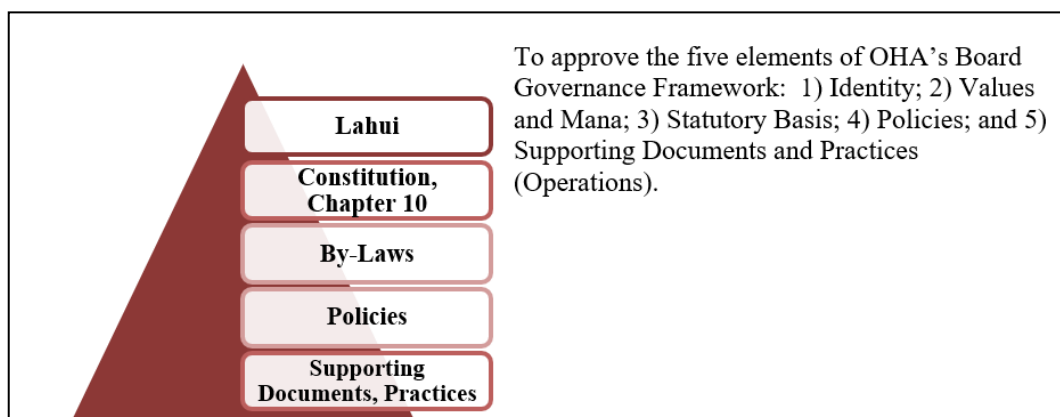 Lahui
Constitution,
Chapter 10
By-Laws
Policies
Supporting
Documents, Practices
To approve the five elements of OHA's Board
Governance Framework:  1) Identity; 2) Values
and Mana; 3) Statutory Basis; 4) Policies; and 5)
Supporting Documents and Practices
(Operations).